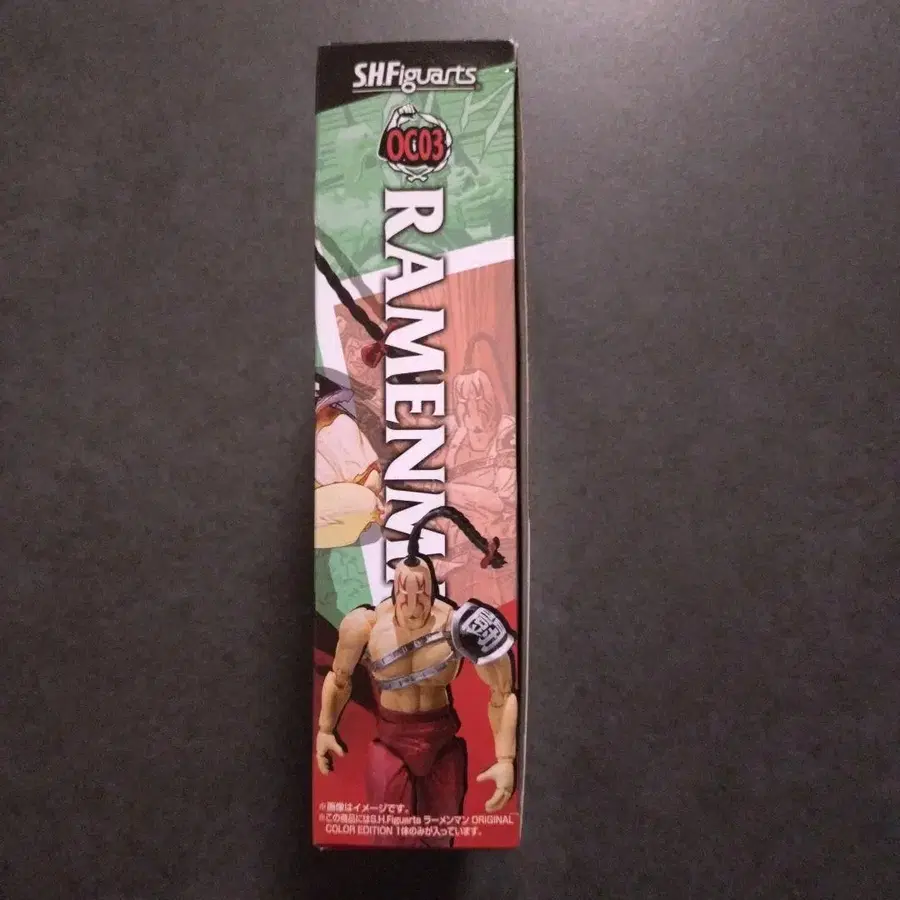 S.H.Figuarts
OC03
RAMENM
闘
※画像はイメージです。
※この商品にはS.H.Figuarts ラーメンマン ORIGINAL
COLOR EDITION 1体のみが入っています。